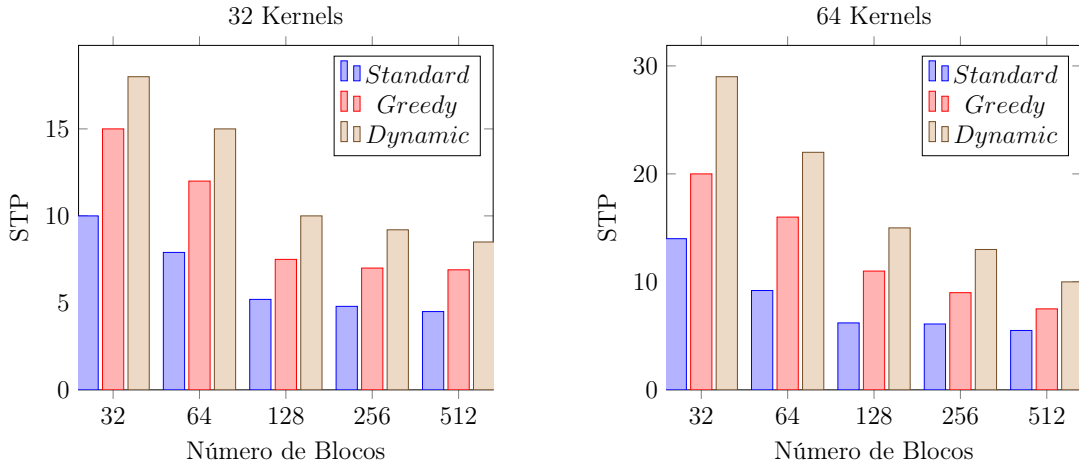 32 Kernels
15
10
5
0
STP
32 64 128 256 512
Número de Blocos
Standard
Greedy
Dynamic
64 Kernels
30
20
10
0
STP
32 64 128 256 512
Número de Blocos
Standard
Greedy
Dynamic